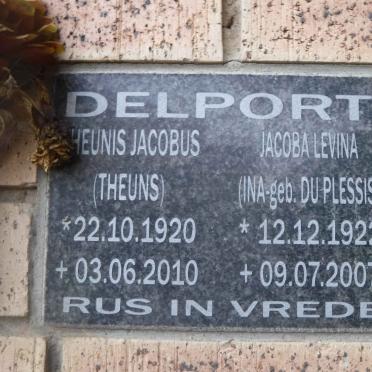 DELPORT
HEUNIS JACOBUS JACOBA LEVINA
(THEUNS) (INA-geb. DU PLESSIS
*22.10.1920 * 12.12.1922
+ 03.06.2010 + 09.07.2007
RUS IN VREDE